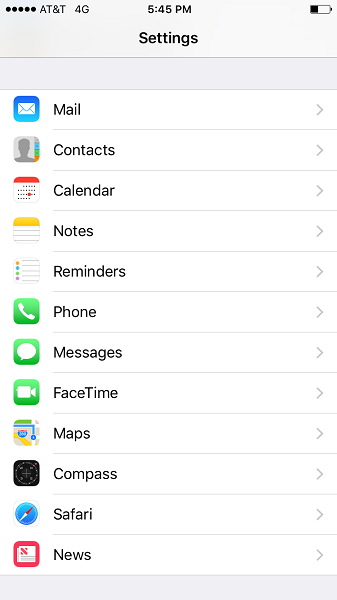 AT&T 4G 5:45 PM
Settings
Mail
Contacts
Calendar
Notes
Reminders
Phone
Messages
FaceTime
Maps
Compass
Safari
News